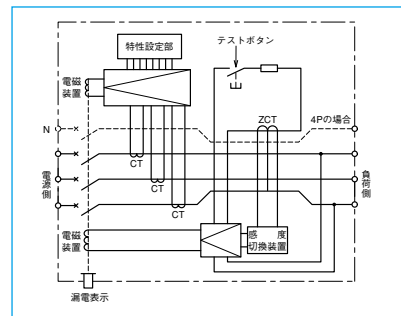 特性設定部
テストボタン
電磁
装置
N
ZCT
4Pの場合
CT
CT
CT
電源側
負荷側
電磁
装置
感度
切換装置
漏電表示